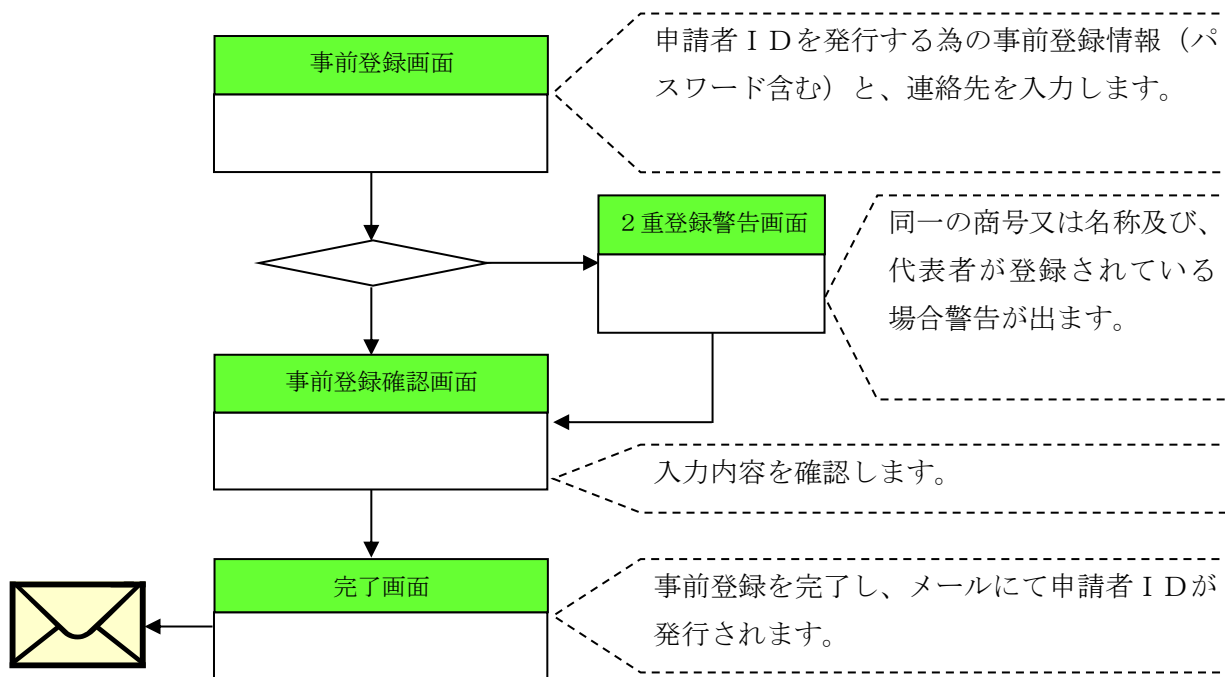 事前登録画面
申請者ＩＤを発行する為の事前登録情報（パ
スワード含む）と、連絡先を入力します。
２重登録警告画面
同一の商号又は名称及び、
代表者が登録されている
場合警告が出ます。
事前登録確認画面
入力内容を確認します。
完了画面
事前登録を完了し、メールにて申請者ＩＤが
発行されます。